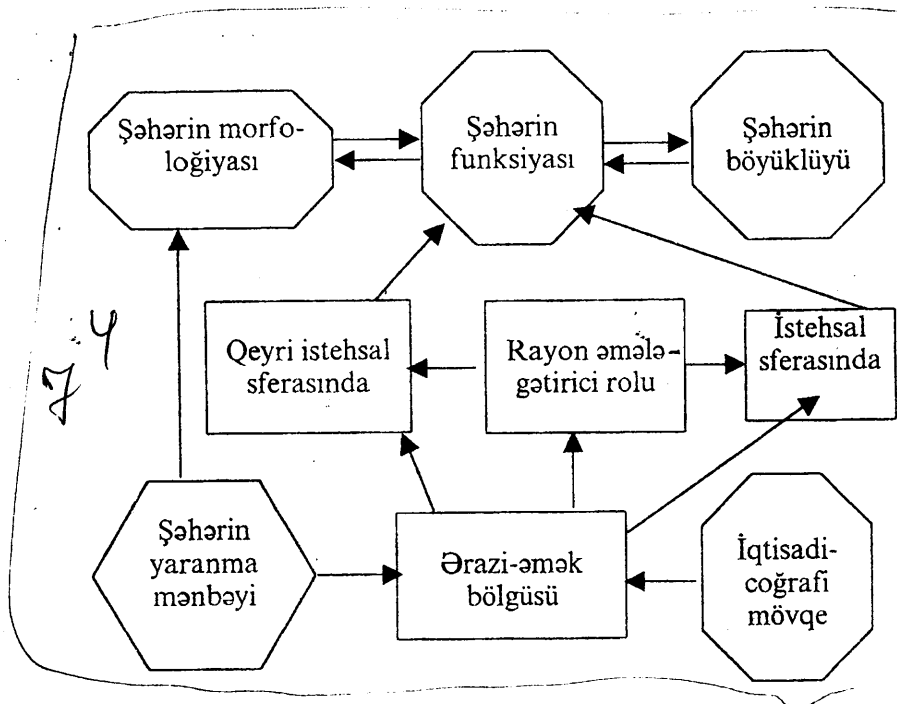 Şəhərin morfo-
loğiyası
Şəhərin
funksiyası
Şəhərin
böyüklüyü
Qeyri istehsal
sferasında
Rayon əmələ-
gətirici rolu
İstehsal
sferasında
Şəhərin
yaranma
mənbəyi
Ərazi-əmək
bölgüsü
İqtisadi-
coğrafi
mövqe